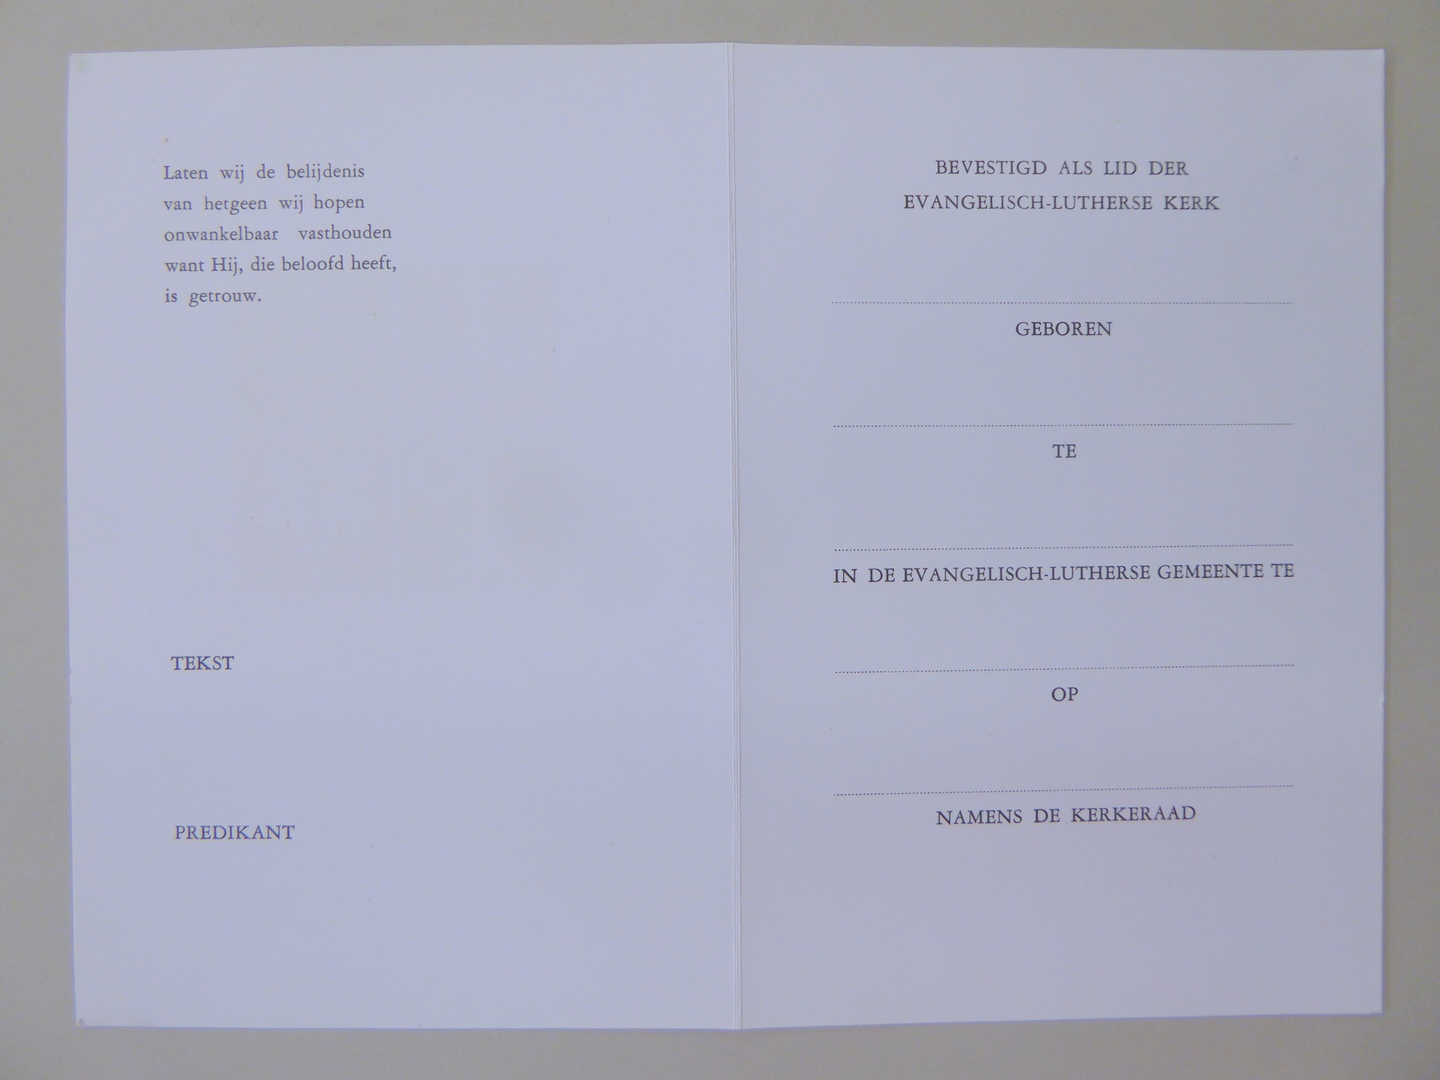 Laten wij de belijdenis
van hetgeen wij hopen
onwankelbaar vasthouden
want Hij, die beloofd heeft,
is getrouw.
TEKST
PREDIKANT
BEVESTIGD ALS LID DER
EVANGELISCH-LUTHERSE KERK
GEBOREN
TE
IN DE EVANGELISCH-LUTHERSE GEMEENTE TE
OP
NAMENS DE KERKERAAD